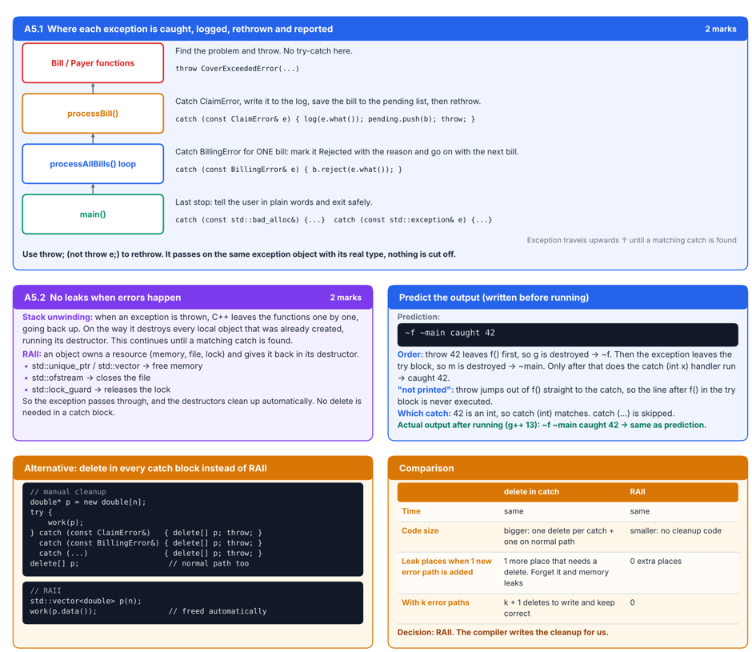 A5.1 Where each exception is caught, logged, rethrown and reported
2 marks
Bill / Payer functions
Find the problem and throw. No try-catch here.
throw CoverExceededError(...)
processBill()
Catch ClaimError, write it to the log, save the bill to the pending list, then rethrow.
catch (const ClaimError& e) { log(e.what()); pending.push(b); throw; }
processAllBills() loop
Catch BillingError for ONE bill: mark it Rejected with the reason and go on with the next bill.
catch (const BillingError& e) { b.reject(e.what()); }
main()
Last stop: tell the user in plain words and exit safely.
catch (const std::bad_alloc&) {...}  catch (const std::exception& e) {...}
Exception travels upwards ↑ until a matching catch is found
Use throw; (not throw e;) to rethrow. It passes on the same exception object with its real type, nothing is cut off.
A5.2 No leaks when errors happen
2 marks
Stack unwinding: when an exception is thrown, C++ leaves the functions one by one,
going back up. On the way it destroys every local object that was already created,
running its destructor. This continues until a matching catch is found.
RAII: an object owns a resource (memory, file, lock) and gives it back in its destructor.
• std::unique_ptr / std::vector → free memory
• std::ofstream → closes the file
• std::lock_guard → releases the lock
So the exception passes through, and the destructors clean up automatically. No delete is
needed in a catch block.
Predict the output (written before running)
Prediction:
~f ~main caught 42
Order: throw 42 leaves f() first, so g is destroyed → ~f. Then the exception leaves the
try block, so m is destroyed → ~main. Only after that does the catch (int x) handler run
→ caught 42.
"not printed": throw jumps out of f() straight to the catch, so the line after f() in the try
block is never executed.
Which catch: 42 is an int, so catch (int) matches. catch (...) is skipped.
Actual output after running (g++ 13): ~f ~main caught 42 → same as prediction.
Alternative: delete in every catch block instead of RAII
// manual cleanup
double* p = new double[n];
try {
    work(p);
} catch (const ClaimError&)   { delete[] p; throw; }
  catch (const BillingError&) { delete[] p; throw; }
  catch (...)                 { delete[] p; throw; }
delete[] p;                   // normal path too
// RAII
std::vector<double> p(n);
work(p.data());               // freed automatically
Comparison
delete in catch RAII
Time same same
Code size bigger: one delete per catch + smaller: no cleanup code
one on normal path
Leak places when 1 new 1 more place that needs a 0 extra places
error path is added delete. Forget it and memory
leaks
With k error paths k + 1 deletes to write and keep 0
correct
Decision: RAII. The compiler writes the cleanup for us.